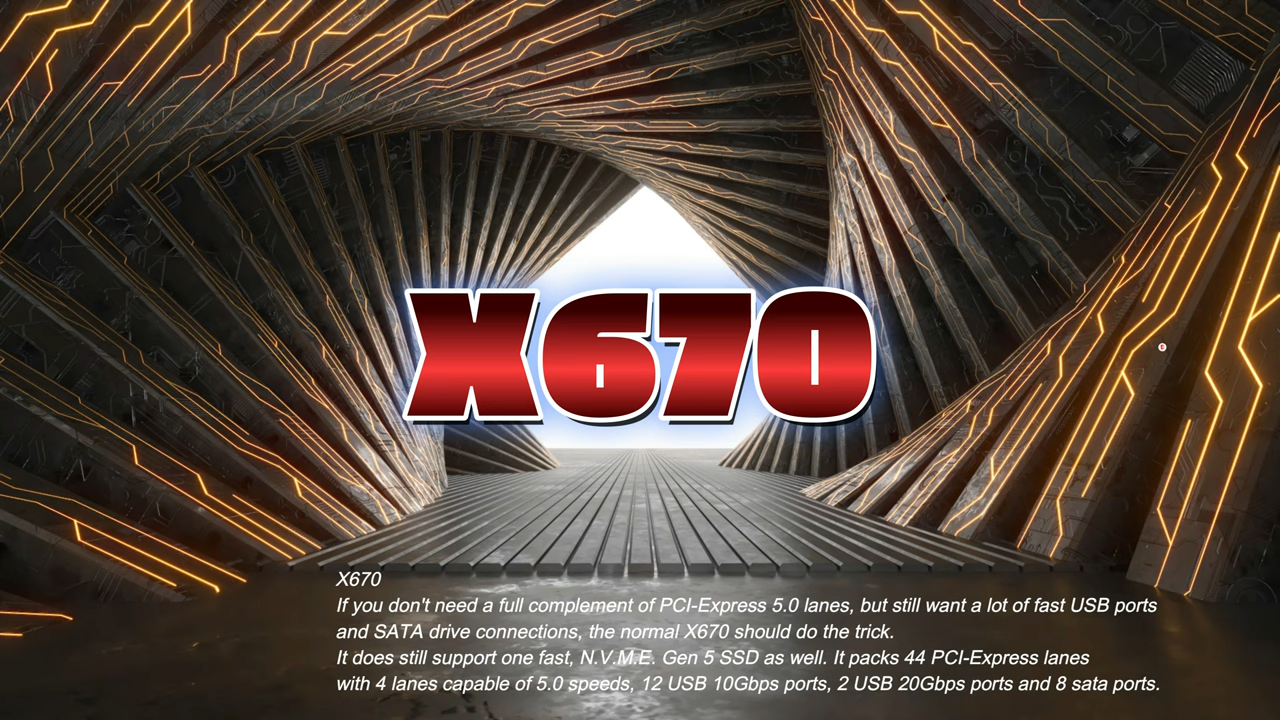 X670
X670
If you don't need a full complement of PCI-Express 5.0 lanes, but still want a lot of fast USB ports
and SATA drive connections, the normal X670 should do the trick.
It does still support one fast, N.V.M.E. Gen 5 SSD as well. It packs 44 PCI-Express lanes
with 4 lanes capable of 5.0 speeds, 12 USB 10Gbps ports, 2 USB 20Gbps ports and 8 sata ports.